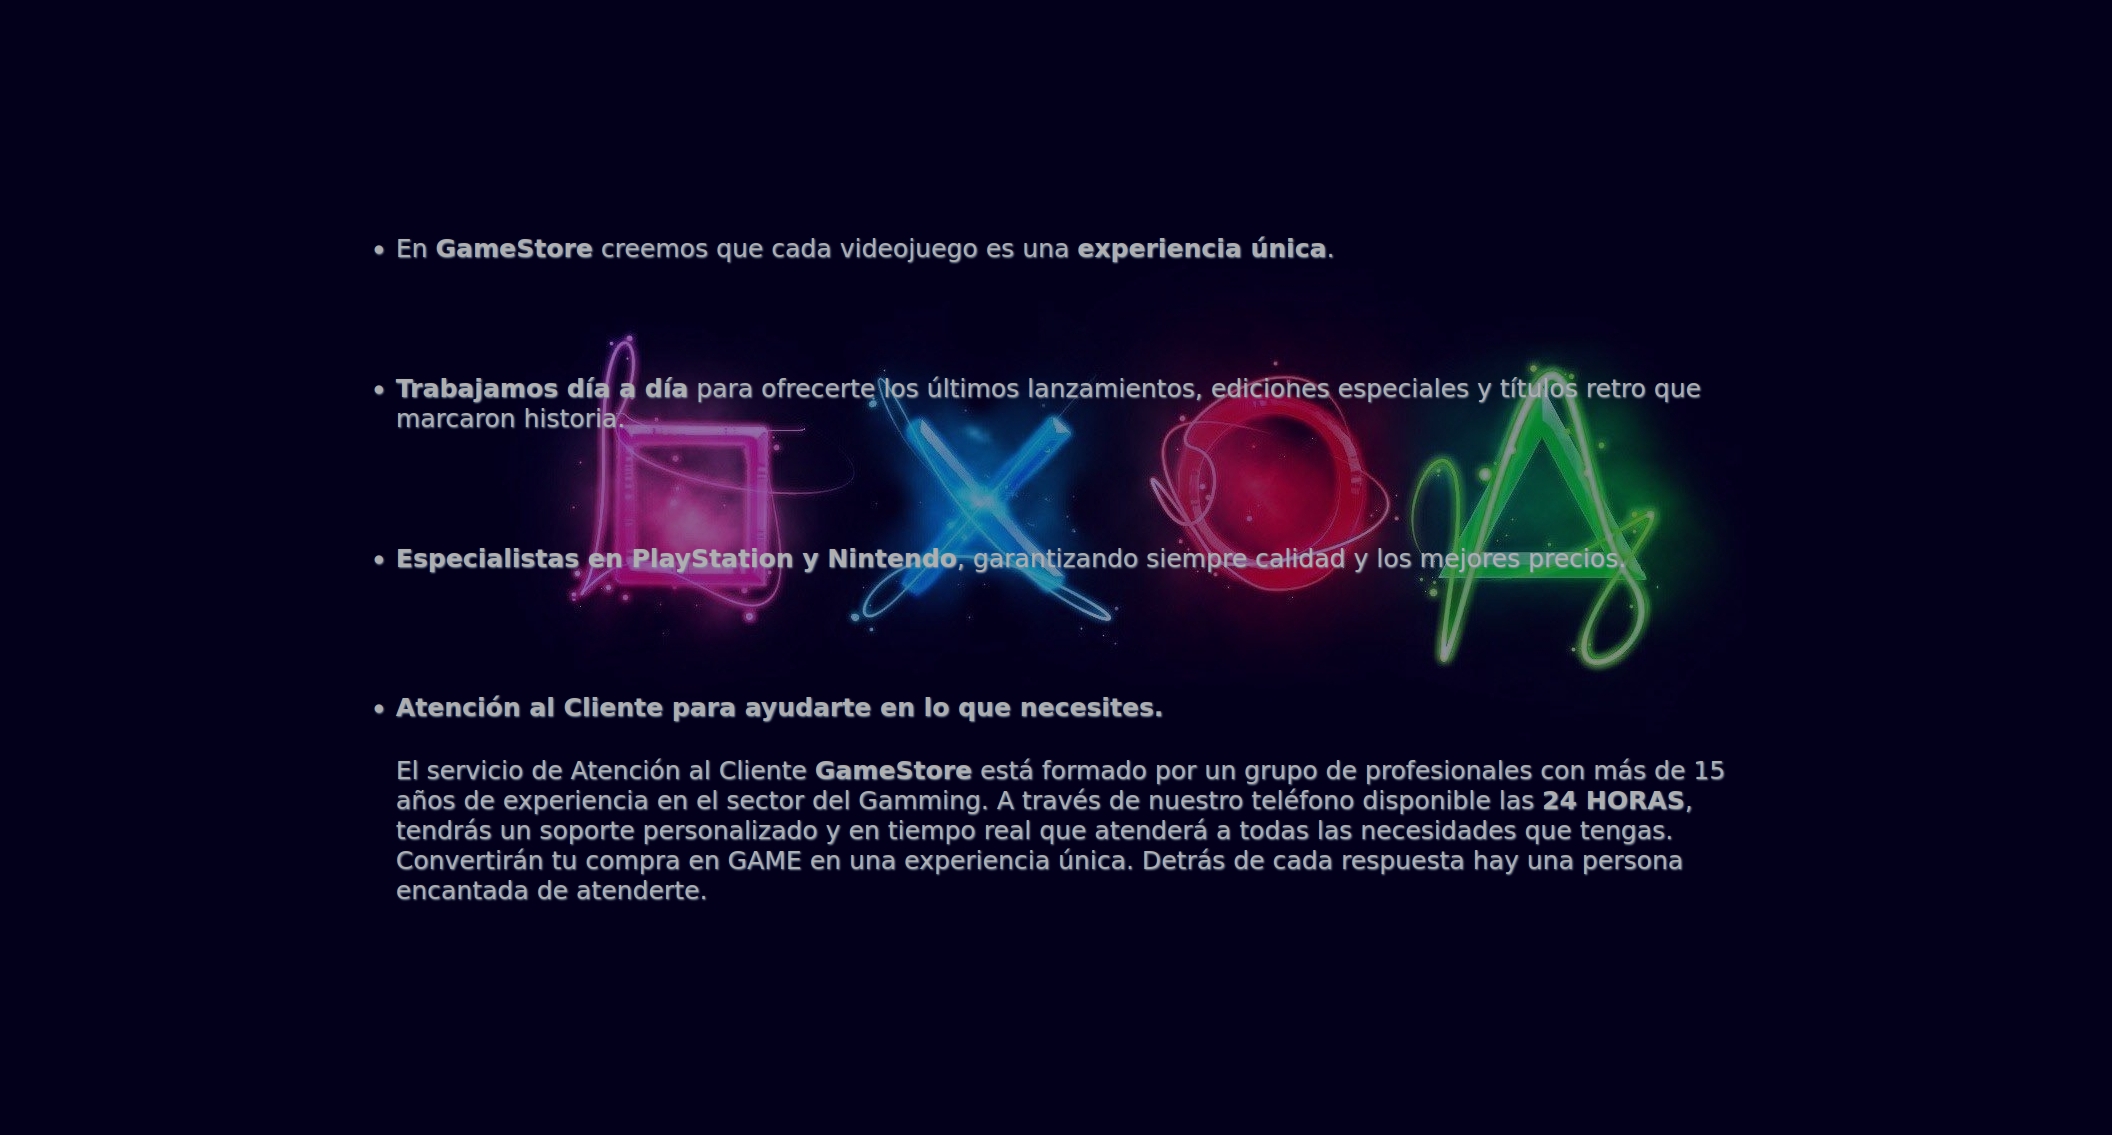 • En GameStore creemos que cada videojuego es una experiencia única.
• Trabajamos día a día para ofrecerte los últimos lanzamientos, ediciones especiales y títulos retro que
marcaron historia.
• Especialistas en PlayStation y Nintendo, garantizando siempre calidad y los mejores precios.
• Atención al Cliente para ayudarte en lo que necesites.
El servicio de Atención al Cliente GameStore está formado por un grupo de profesionales con más de 15
años de experiencia en el sector del Gamming. A través de nuestro teléfono disponible las 24 HORAS,
tendrás un soporte personalizado y en tiempo real que atenderá a todas las necesidades que tengas.
Convertirán tu compra en GAME en una experiencia única. Detrás de cada respuesta hay una persona
encantada de atenderte.